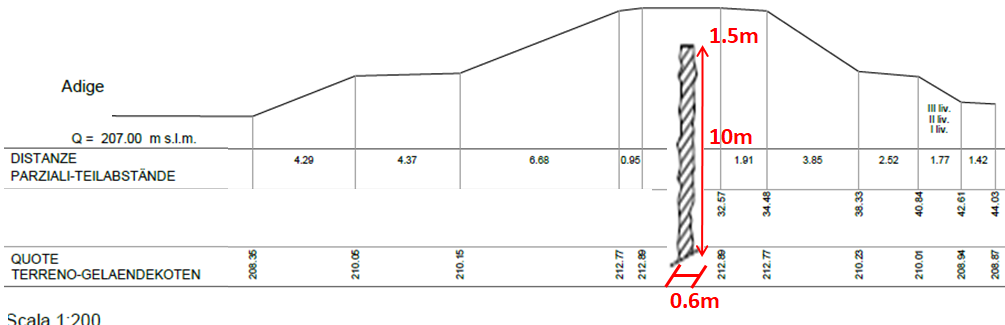 1.5m
Adige
10m
III liv.
II liv.
I liv.
Q = 207.00 m s.l.m.
DISTANZE
PARZIALI-TEILABSTÄNDE
4.29 4.37 6.68 0.95 1.91 3.85 2.52 1.77 1.42
32.57 34.48 38.33 40.84 42.61 44.03
QUOTE
TERRENO-GELAENDEKOTEN
208.35 210.05 210.15 212.77 212.89 212.89 212.77 210.23 210.01 208.94 208.87
0.6m
Scala 1:200